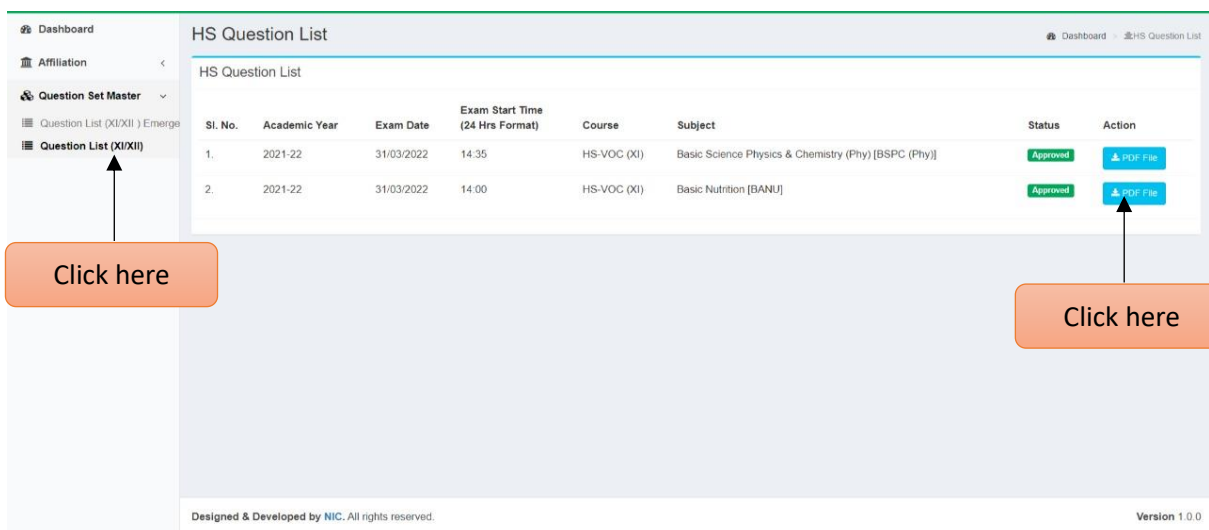 Dashboard
Affiliation
Question Set Master
Question List (XI/XII ) Emerge
Question List (XI/XII)
Click here
HS Question List
Dashboard > HS Question List
HS Question List
Sl. No. Academic Year Exam Date Exam Start Time (24 Hrs Format) Course Subject Status Action
1. 2021-22 31/03/2022 14:35 HS-VOC (XI) Basic Science Physics & Chemistry (Phy) [BSPC (Phy)] Approved PDF File
2. 2021-22 31/03/2022 14:00 HS-VOC (XI) Basic Nutrition [BANU] Approved PDF File
Click here
Designed & Developed by NIC. All rights reserved.
Version 1.0.0